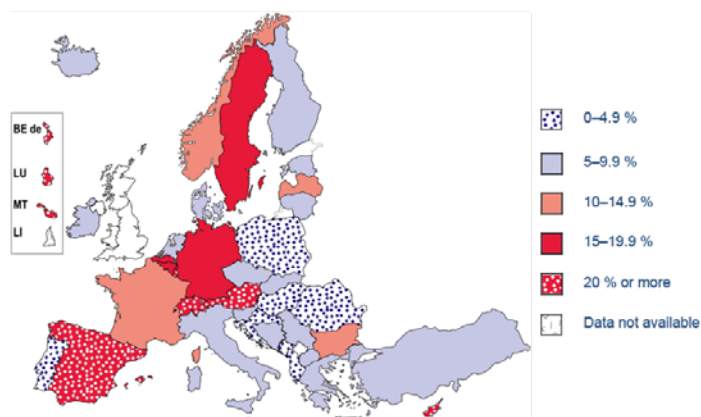 BE de
LU
MT
LI
0–4.9 %
5–9.9 %
10–14.9 %
15–19.9 %
20 % or more
Data not available